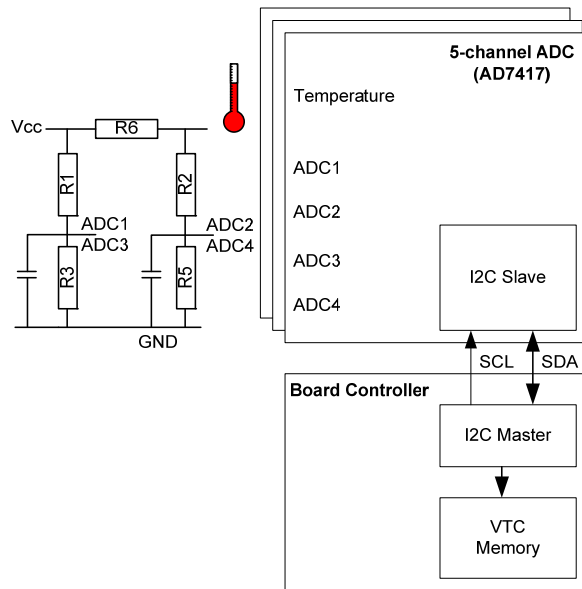 5-channel ADC
(AD7417)
Temperature
Vcc
R6
R1
R2
ADC1
ADC1
ADC2
ADC2
ADC3
ADC4
ADC3
R3
R5
I2C Slave
ADC4
GND
SCL
SDA
Board Controller
I2C Master
VTC
Memory